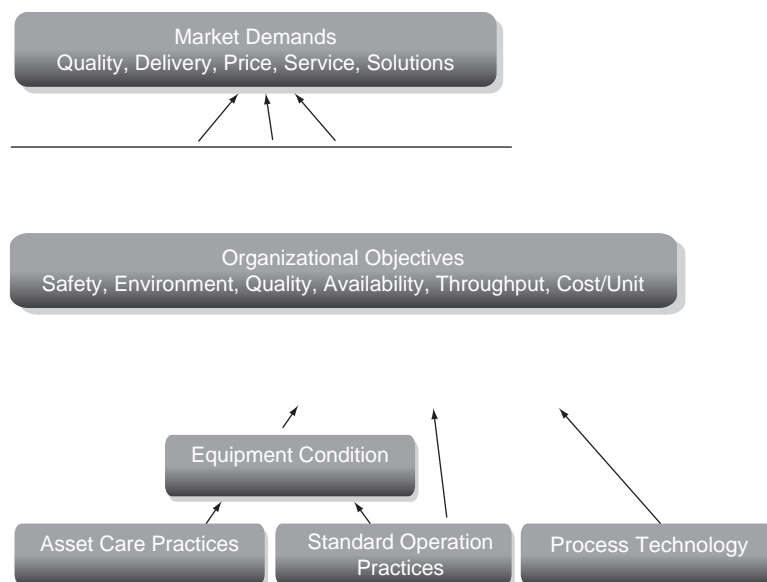 Market Demands
Quality, Delivery, Price, Service, Solutions
Organizational Objectives
Safety, Environment, Quality, Availability, Throughput, Cost/Unit
Equipment Condition
Asset Care Practices
Standard Operation
Practices
Process Technology